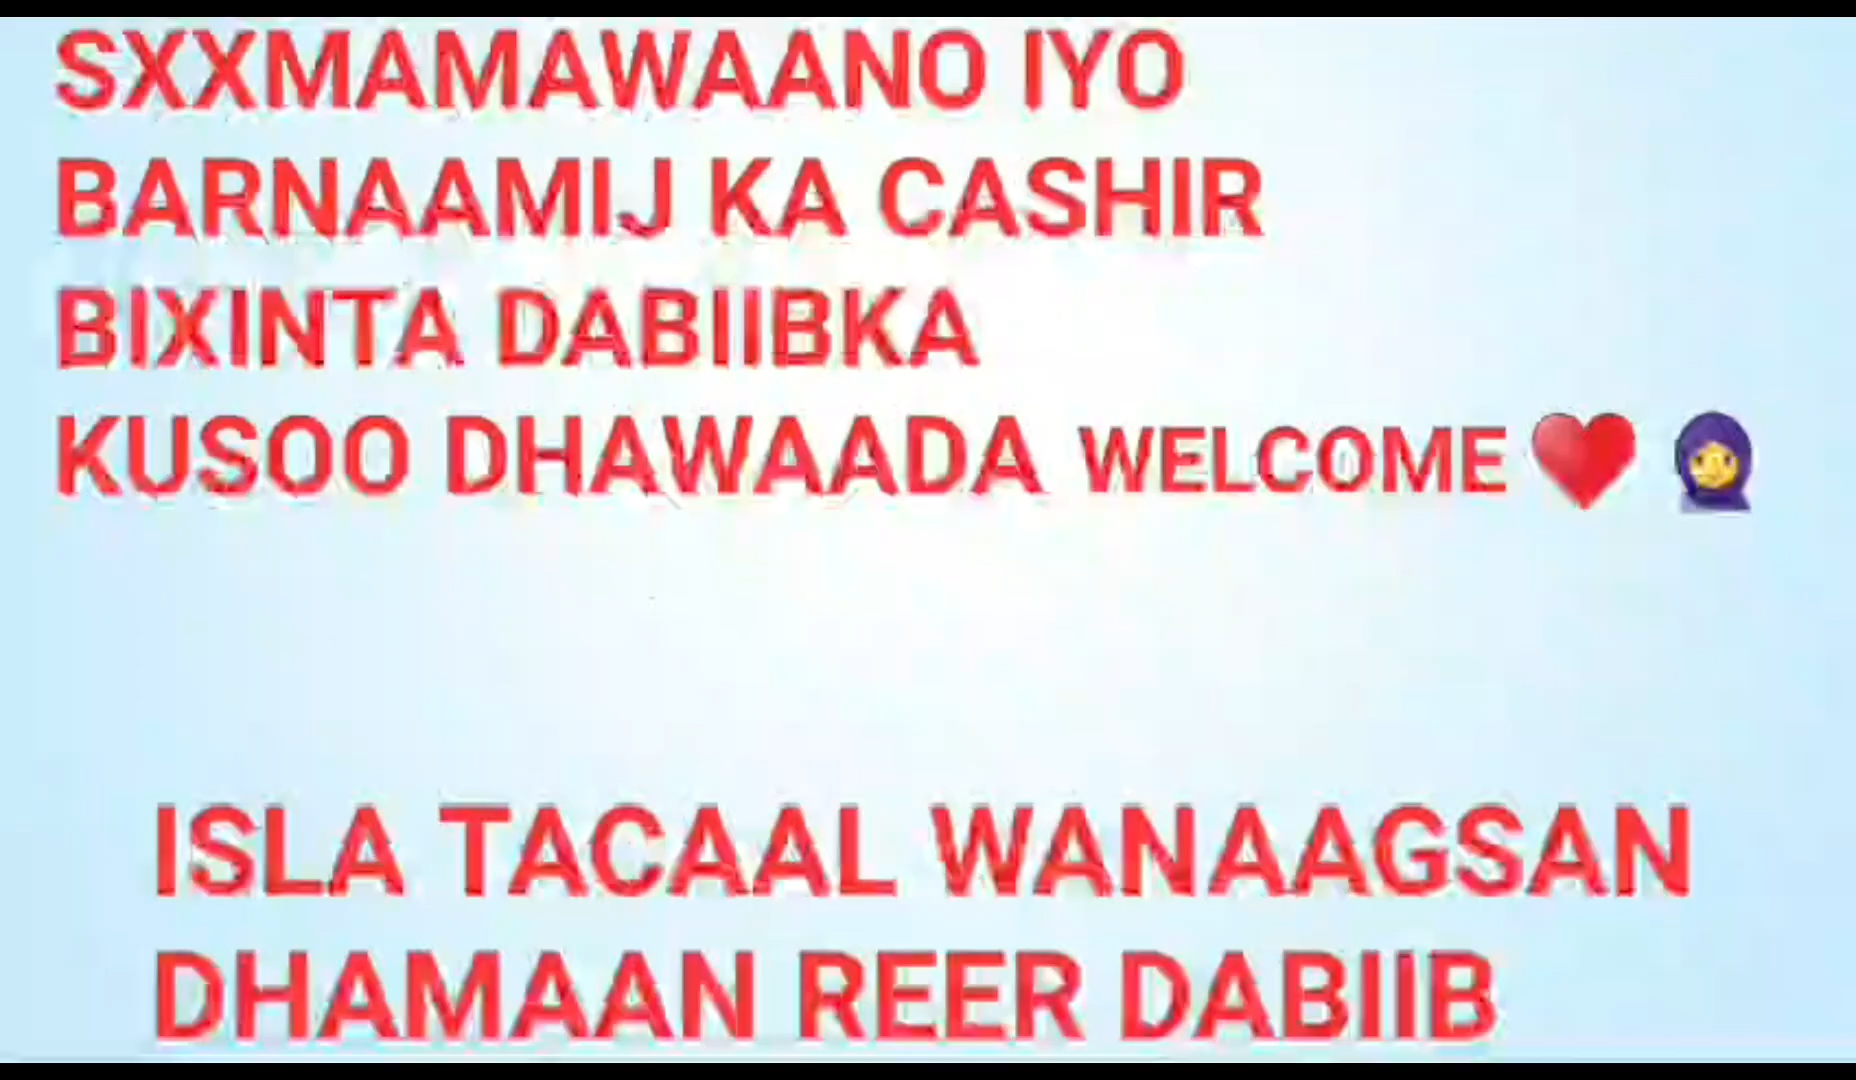 SXXMAMAWAANO IYO
BARNAAMIJ KA CASHIR
BIXINTA DABIIBKA
KUSOO DHAWAADA WELCOME❤️ 🧕
ISLA TACAAL WANAAGSAN
DHAMAAN REER DABIIB